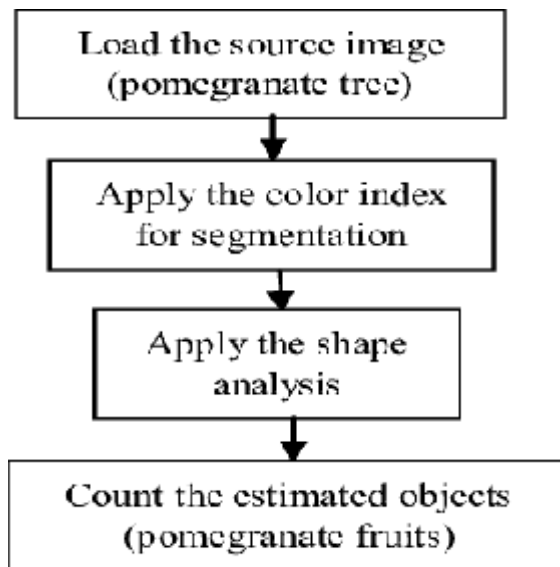 Load the source image
(pomegranate tree)
Apply the color index
for segmentation
Apply the shape
analysis
Count the estimated objects
(pomegranate fruits)